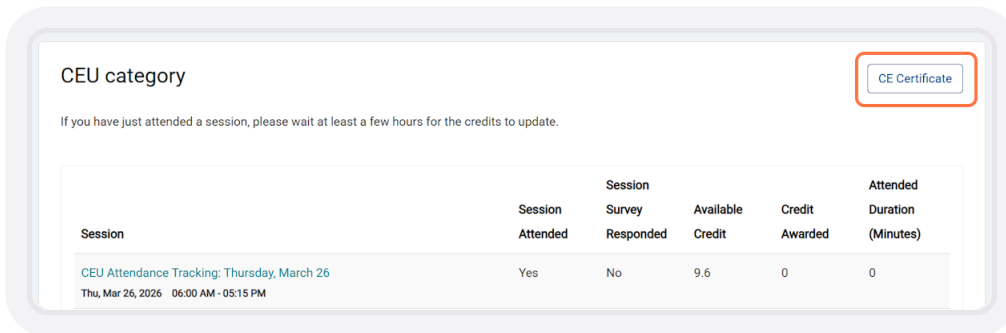 CEU category
CE Certificate
If you have just attended a session, please wait at least a few hours for the credits to update.
Session
Session Attended
Session Survey Responded
Available Credit
Credit Awarded
Attended Duration (Minutes)
CEU Attendance Tracking: Thursday, March 26
Yes
No
9.6
0
0
Thu, Mar 26, 2026 06:00 AM - 05:15 PM